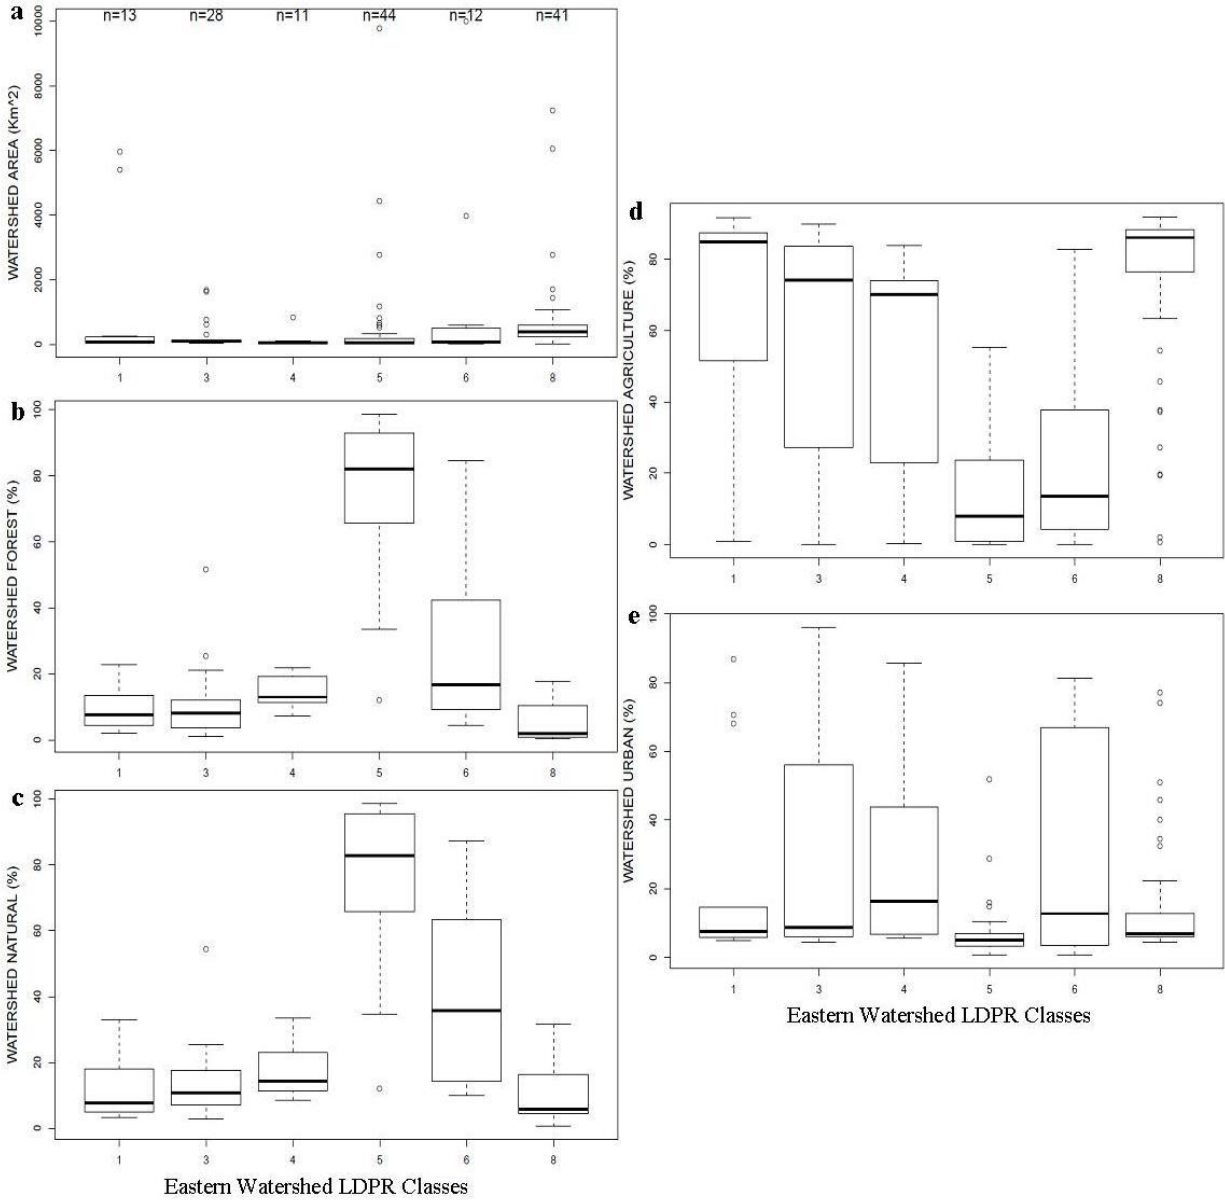 a
n=13 n=28 n=11 n=44 n=12 n=41
WATERSHED AREA (Km^2)
10000
8000
6000
4000
2000
0
1 3 4 5 6 8
b
WATERSHED FOREST (%)
100
80
60
40
20
0
1 3 4 5 6 8
c
WATERSHED NATURAL (%)
100
80
60
40
20
0
1 3 4 5 6 8
Eastern Watershed LDPR Classes
d
WATERSHED AGRICULTURE (%)
80
60
40
20
0
1 3 4 5 6 8
e
WATERSHED URBAN (%)
100
80
60
40
20
0
1 3 4 5 6 8
Eastern Watershed LDPR Classes